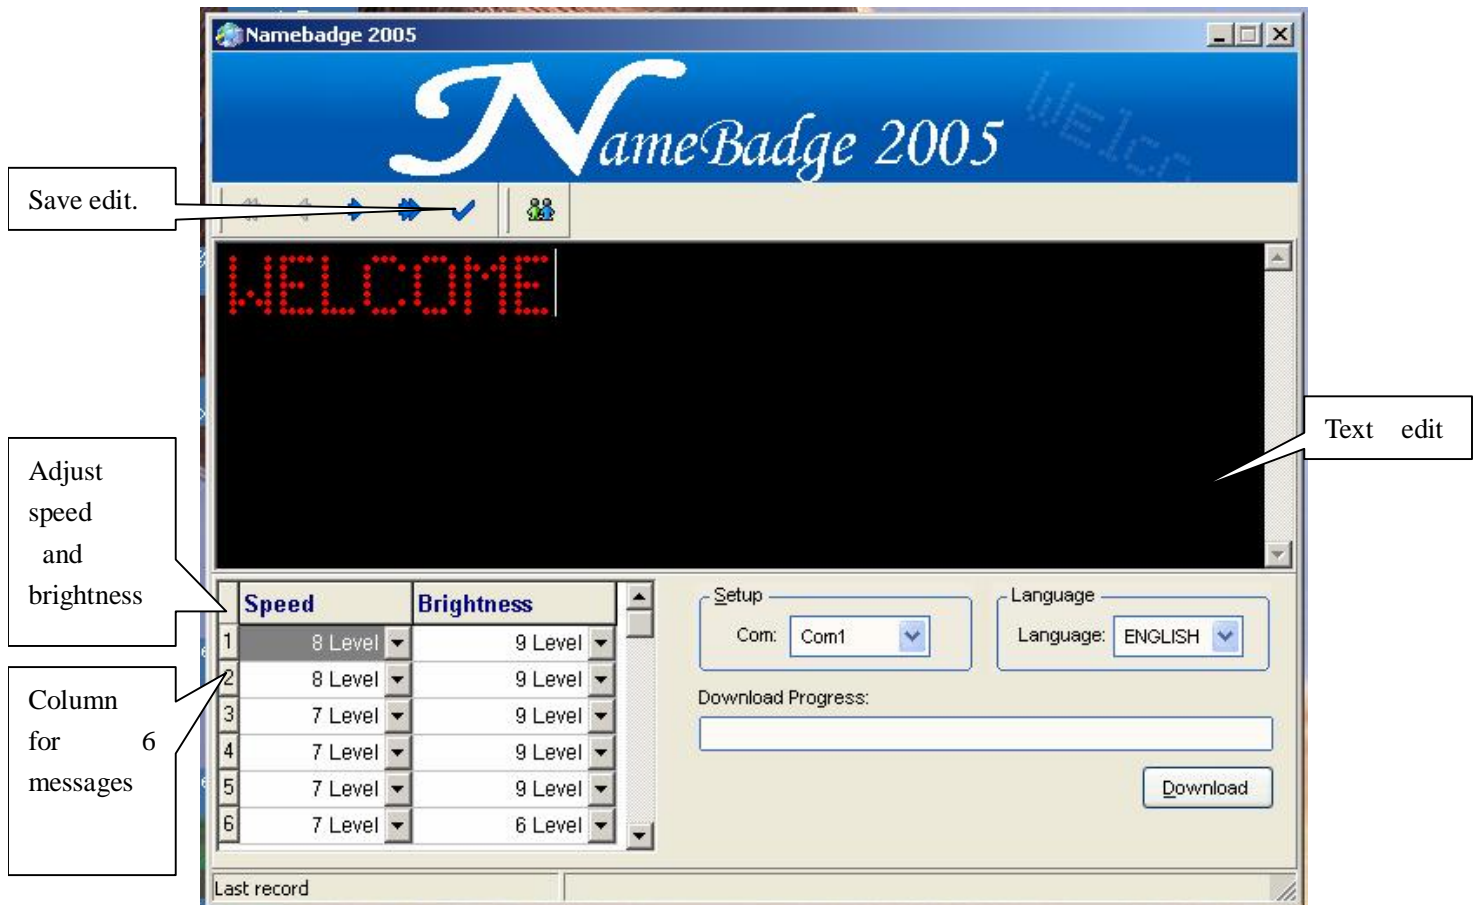 Namebadge 2005
NameBadge 2005
Welco
Save edit.
WELCOME
Text edit
Adjust
speed
and
brightness
Speed Brightness
1 8 Level 9 Level
2 8 Level 9 Level
3 7 Level 9 Level
4 7 Level 9 Level
5 7 Level 9 Level
6 7 Level 6 Level
Column
for 6
messages
Setup
Com: Com1
Language
Language: ENGLISH
Download Progress:
Download
Last record